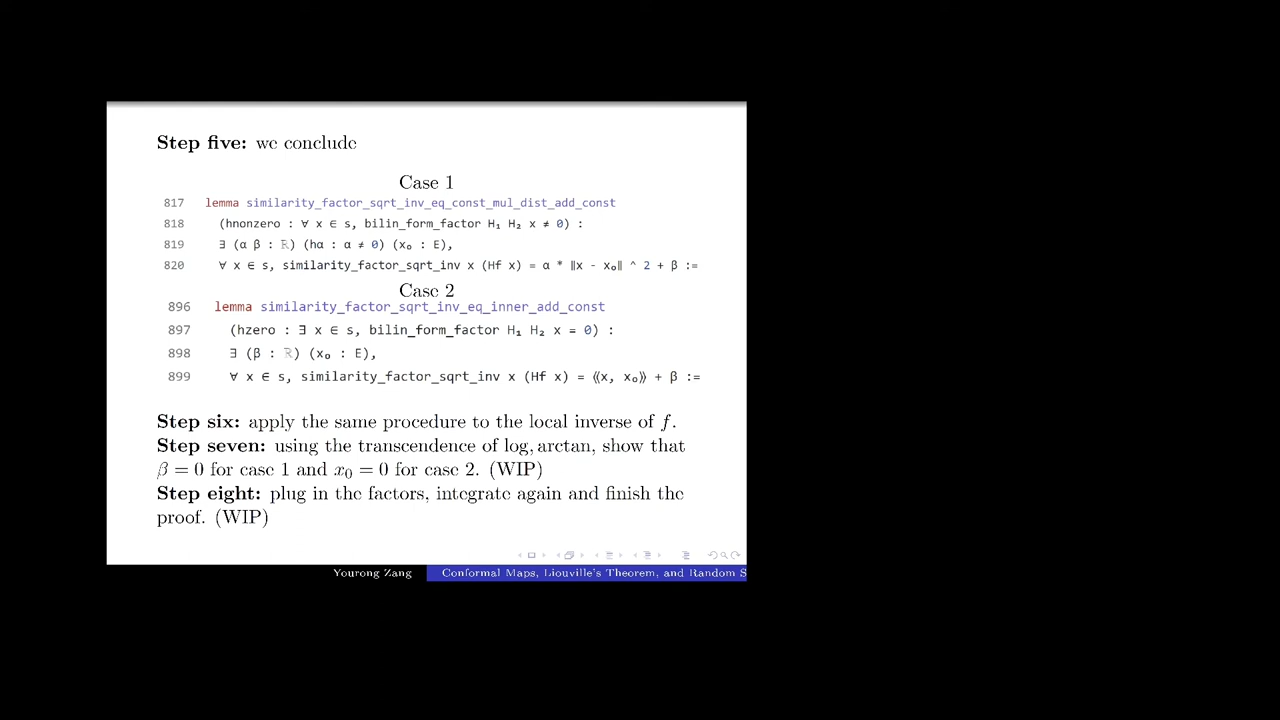 Step five: we conclude
Case 1
817 lemma similarity_factor_sqrt_inv_eq_const_mul_dist_add_const
818 (hnonzero : ∀ x ∈ s, bilin_form_factor H₁ H₂ x ≠ 0) :
819 ∃ (α β : ℝ) (hα : α ≠ 0) (x₀ : E),
820 ∀ x ∈ s, similarity_factor_sqrt_inv x (Hf x) = α * ‖x - x₀‖ ^ 2 + β :=
Case 2
896 lemma similarity_factor_sqrt_inv_eq_inner_add_const
897 (hzero : ∃ x ∈ s, bilin_form_factor H₁ H₂ x = 0) :
898 ∃ (β : ℝ) (x₀ : E),
899 ∀ x ∈ s, similarity_factor_sqrt_inv x (Hf x) = ⟪x, x₀⟫ + β :=
Step six: apply the same procedure to the local inverse of f.
Step seven: using the transcendence of log, arctan, show that
β = 0 for case 1 and x₀ = 0 for case 2. (WIP)
Step eight: plug in the factors, integrate again and finish the
proof. (WIP)
Yourong Zang Conformal Maps, Liouville's Theorem, and Random S